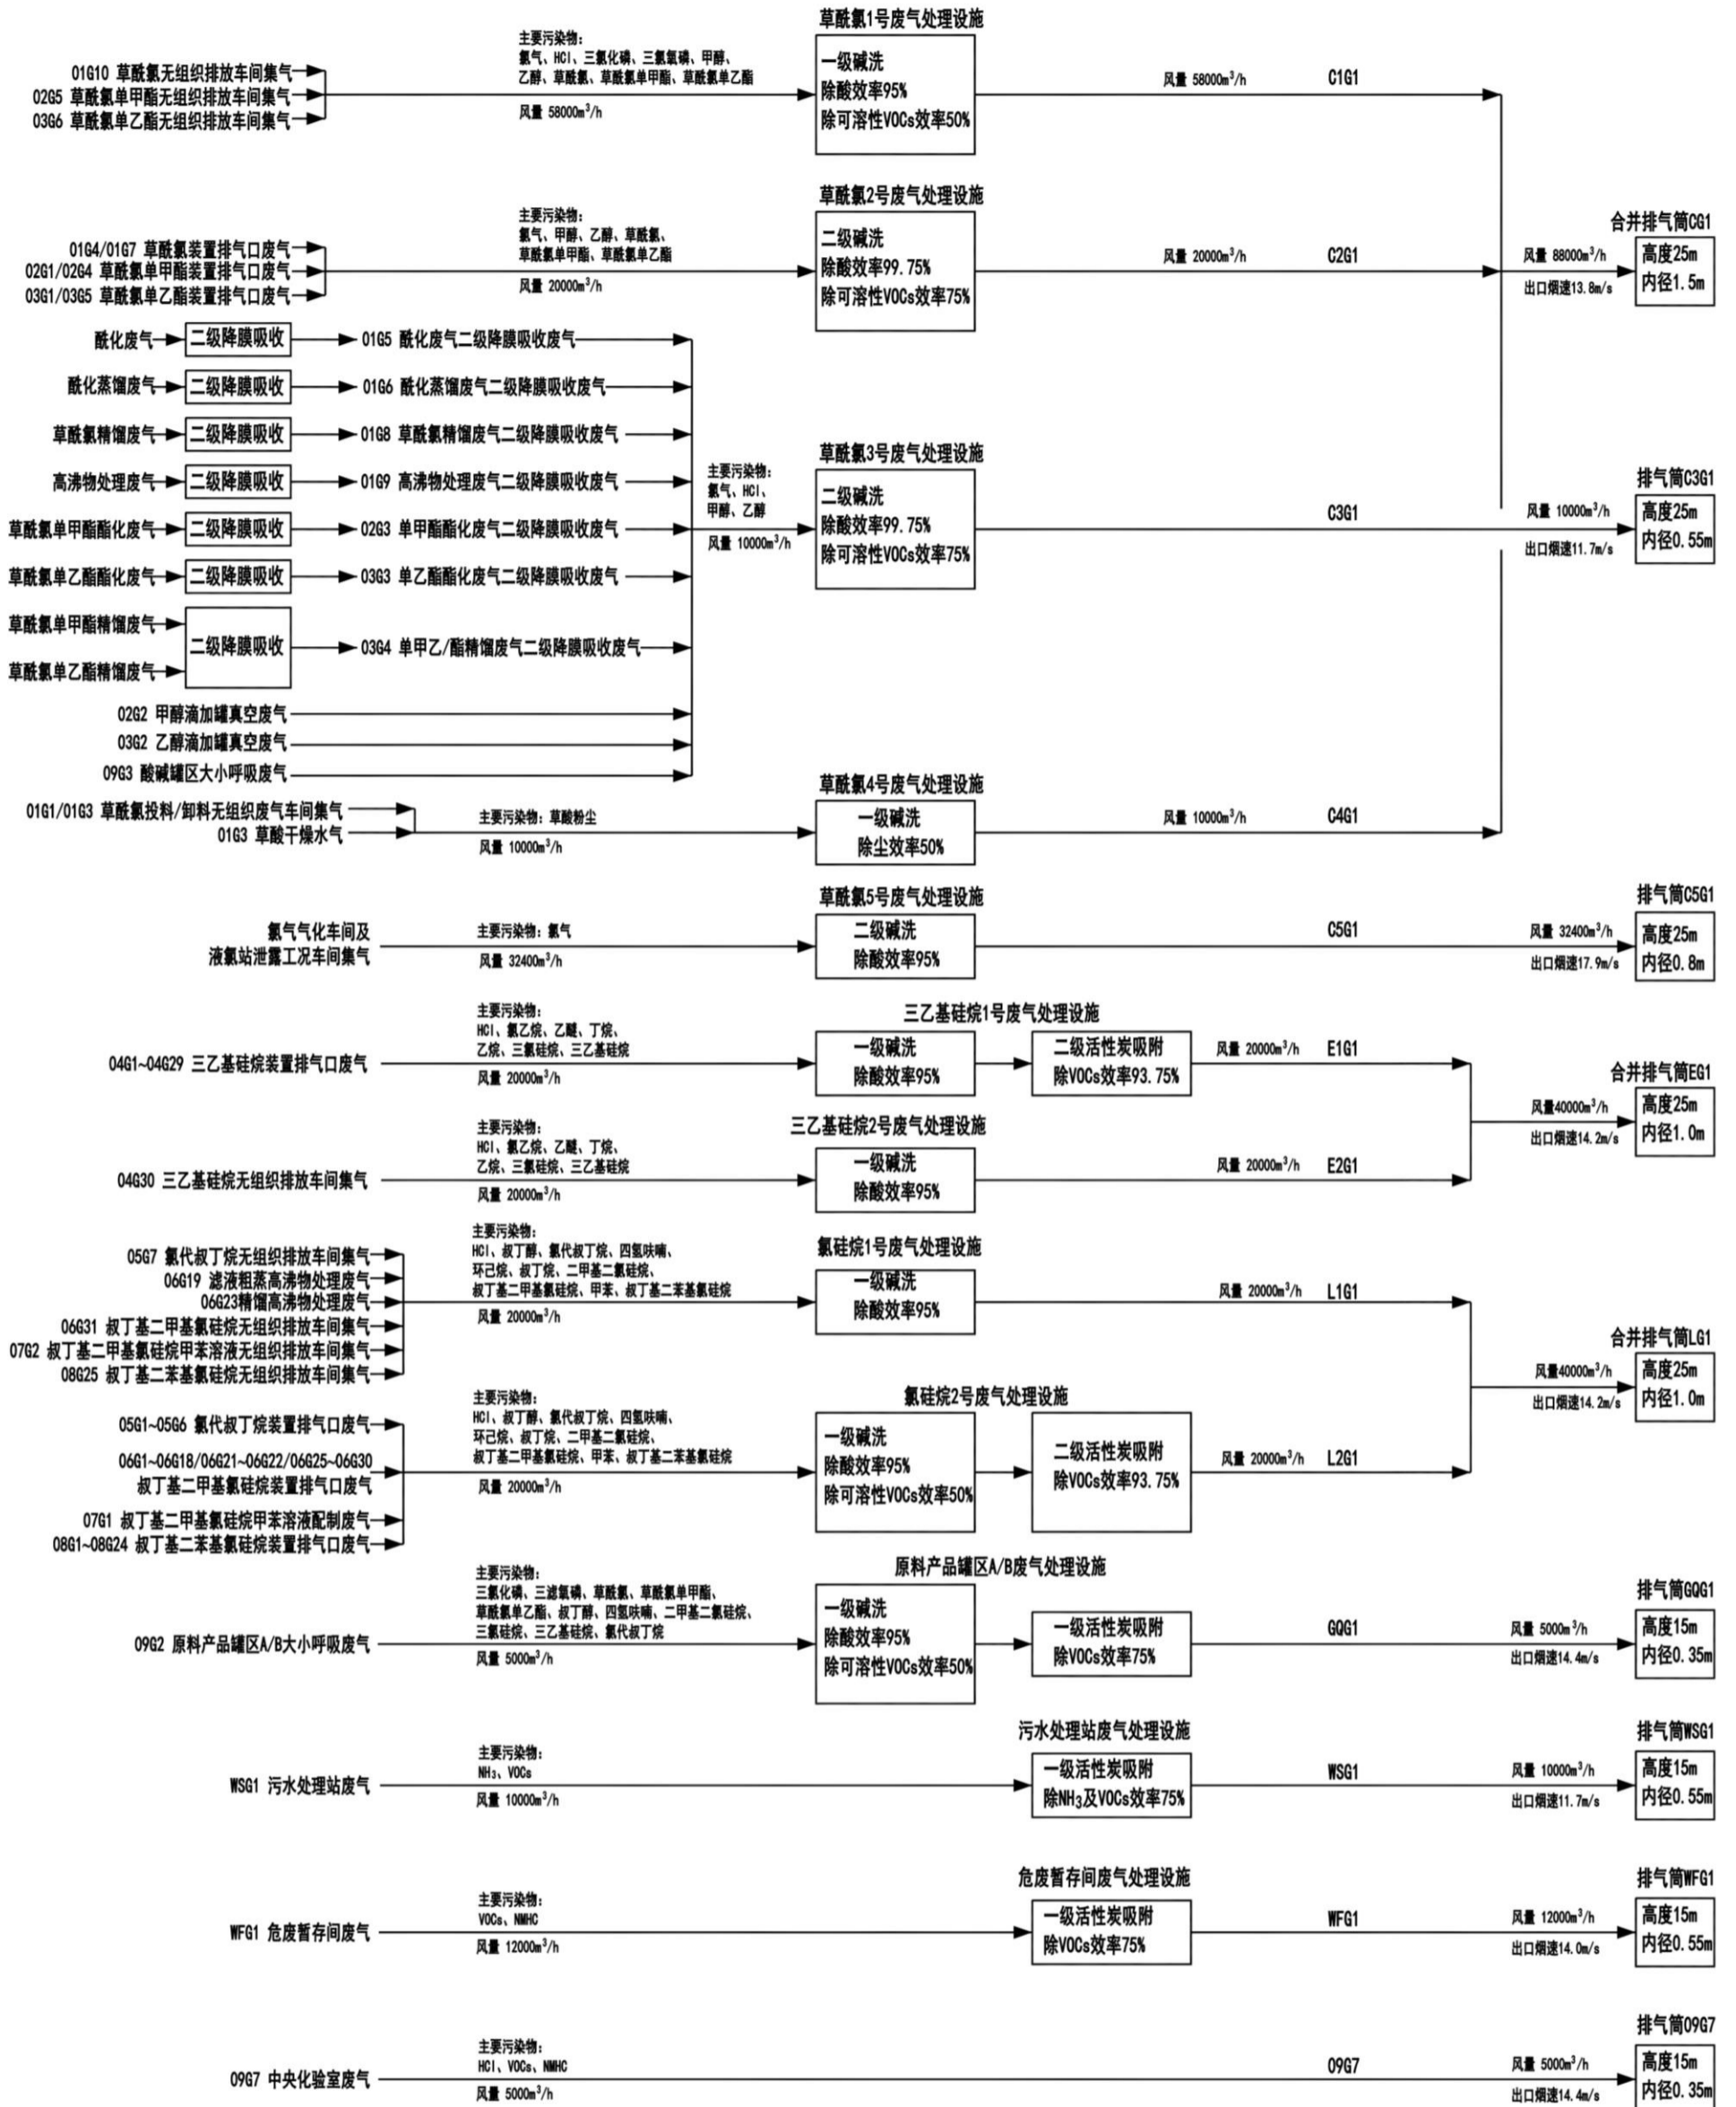 草酰氯1号废气处理设施
主要污染物：
氯气、HCl、三氯化磷、三氯氧磷、甲醇、
乙醇、草酰氯、草酰氯单甲酯、草酰氯单乙酯
01G10 草酰氯无组织排放车间集气
02G5 草酰氯单甲酯无组织排放车间集气
03G6 草酰氯单乙酯无组织排放车间集气
风量 58000m³/h
一级碱洗
除酸效率95%
除可溶性VOCs效率50%
风量 58000m³/h
C1G1
草酰氯2号废气处理设施
主要污染物：
氯气、甲醇、乙醇、草酰氯、
草酰氯单甲酯、草酰氯单乙酯
01G4/01G7 草酰氯装置排气口废气
02G1/02G4 草酰氯单甲酯装置排气口废气
03G1/03G5 草酰氯单乙酯装置排气口废气
风量 20000m³/h
二级碱洗
除酸效率99.75%
除可溶性VOCs效率75%
风量 20000m³/h
C2G1
合并排气筒CG1
风量 88000m³/h
出口烟速13.8m/s
高度25m
内径1.5m
酰化废气
二级降膜吸收
01G5 酰化废气二级降膜吸收废气
酰化蒸馏废气
二级降膜吸收
01G6 酰化蒸馏废气二级降膜吸收废气
草酰氯精馏废气
二级降膜吸收
01G8 草酰氯精馏废气二级降膜吸收废气
高沸物处理废气
二级降膜吸收
01G9 高沸物处理废气二级降膜吸收废气
草酰氯单甲酯酯化废气
二级降膜吸收
02G3 单甲酯酯化废气二级降膜吸收废气
草酰氯单乙酯酯化废气
二级降膜吸收
03G3 单乙酯酯化废气二级降膜吸收废气
草酰氯单甲酯精馏废气
草酰氯单乙酯精馏废气
二级降膜吸收
03G4 单甲乙/酯精馏废气二级降膜吸收废气
02G2 甲醇滴加罐真空废气
03G2 乙醇滴加罐真空废气
09G3 酸碱罐区大小呼吸废气
主要污染物：
氯气、HCl、
甲醇、乙醇
风量 10000m³/h
草酰氯3号废气处理设施
二级碱洗
除酸效率99.75%
除可溶性VOCs效率75%
C3G1
排气筒C3G1
风量 10000m³/h
出口烟速11.7m/s
高度25m
内径0.55m
草酰氯4号废气处理设施
01G1/01G3 草酰氯投料/卸料无组织废气车间集气
01G3 草酸干燥水气
主要污染物：草酸粉尘
风量 10000m³/h
一级碱洗
除尘效率50%
风量 10000m³/h
C4G1
草酰氯5号废气处理设施
氯气气化车间及
液氯站泄露工况车间集气
主要污染物：氯气
风量 32400m³/h
二级碱洗
除酸效率95%
C5G1
排气筒C5G1
风量 32400m³/h
出口烟速17.9m/s
高度25m
内径0.8m
三乙基硅烷1号废气处理设施
04G1~04G29 三乙基硅烷装置排气口废气
主要污染物：
HCl、氯乙烷、乙醚、丁烷、
乙烷、三氯硅烷、三乙基硅烷
风量 20000m³/h
一级碱洗
除酸效率95%
二级活性炭吸附
除VOCs效率93.75%
风量 20000m³/h
E1G1
三乙基硅烷2号废气处理设施
04G30 三乙基硅烷无组织排放车间集气
主要污染物：
HCl、氯乙烷、乙醚、丁烷、
乙烷、三氯硅烷、三乙基硅烷
风量 20000m³/h
一级碱洗
除酸效率95%
风量 20000m³/h
E2G1
合并排气筒EG1
风量40000m³/h
出口烟速14.2m/s
高度25m
内径1.0m
氯硅烷1号废气处理设施
05G7 氯代叔丁烷无组织排放车间集气
06G19 滤液粗蒸高沸物处理废气
06G23精馏高沸物处理废气
06G31 叔丁基二甲基氯硅烷无组织排放车间集气
07G2 叔丁基二甲基氯硅烷甲苯溶液无组织排放车间集气
08G25 叔丁基二苯基氯硅烷无组织排放车间集气
主要污染物：
HCl、叔丁醇、氯代叔丁烷、四氢呋喃、
环己烷、叔丁烷、二甲基二氯硅烷、
叔丁基二甲基氯硅烷、甲苯、叔丁基二苯基氯硅烷
风量 20000m³/h
一级碱洗
除酸效率95%
风量 20000m³/h
L1G1
氯硅烷2号废气处理设施
05G1~05G6 氯代叔丁烷装置排气口废气
06G1~06G18/06G21~06G22/06G25~06G30
叔丁基二甲基氯硅烷装置排气口废气
07G1 叔丁基二甲基氯硅烷甲苯溶液配制废气
08G1~08G24 叔丁基二苯基氯硅烷装置排气口废气
主要污染物：
HCl、叔丁醇、氯代叔丁烷、四氢呋喃、
环己烷、叔丁烷、二甲基二氯硅烷、
叔丁基二甲基氯硅烷、甲苯、叔丁基二苯基氯硅烷
风量 20000m³/h
一级碱洗
除酸效率95%
除可溶性VOCs效率50%
二级活性炭吸附
除VOCs效率93.75%
风量 20000m³/h
L2G1
合并排气筒LG1
风量40000m³/h
出口烟速14.2m/s
高度25m
内径1.0m
原料产品罐区A/B废气处理设施
09G2 原料产品罐区A/B大小呼吸废气
主要污染物：
三氯化磷、三滤氧磷、草酰氯、草酰氯单甲酯、
草酰氯单乙酯、叔丁醇、四氢呋喃、二甲基二氯硅烷、
三氯硅烷、三乙基硅烷、氯代叔丁烷
风量 5000m³/h
一级碱洗
除酸效率95%
除可溶性VOCs效率50%
一级活性炭吸附
除VOCs效率75%
GQG1
排气筒GQG1
风量 5000m³/h
出口烟速14.4m/s
高度15m
内径0.35m
污水处理站废气处理设施
WSG1 污水处理站废气
主要污染物：
NH₃、VOCs
风量 10000m³/h
一级活性炭吸附
除NH₃及VOCs效率75%
WSG1
排气筒WSG1
风量 10000m³/h
出口烟速11.7m/s
高度15m
内径0.55m
危废暂存间废气处理设施
WFG1 危废暂存间废气
主要污染物：
VOCs、NMHC
风量 12000m³/h
一级活性炭吸附
除VOCs效率75%
WFG1
排气筒WFG1
风量 12000m³/h
出口烟速14.0m/s
高度15m
内径0.55m
09G7 中央化验室废气
主要污染物：
HCl、VOCs、NMHC
风量 5000m³/h
09G7
排气筒09G7
风量 5000m³/h
出口烟速14.4m/s
高度15m
内径0.35m